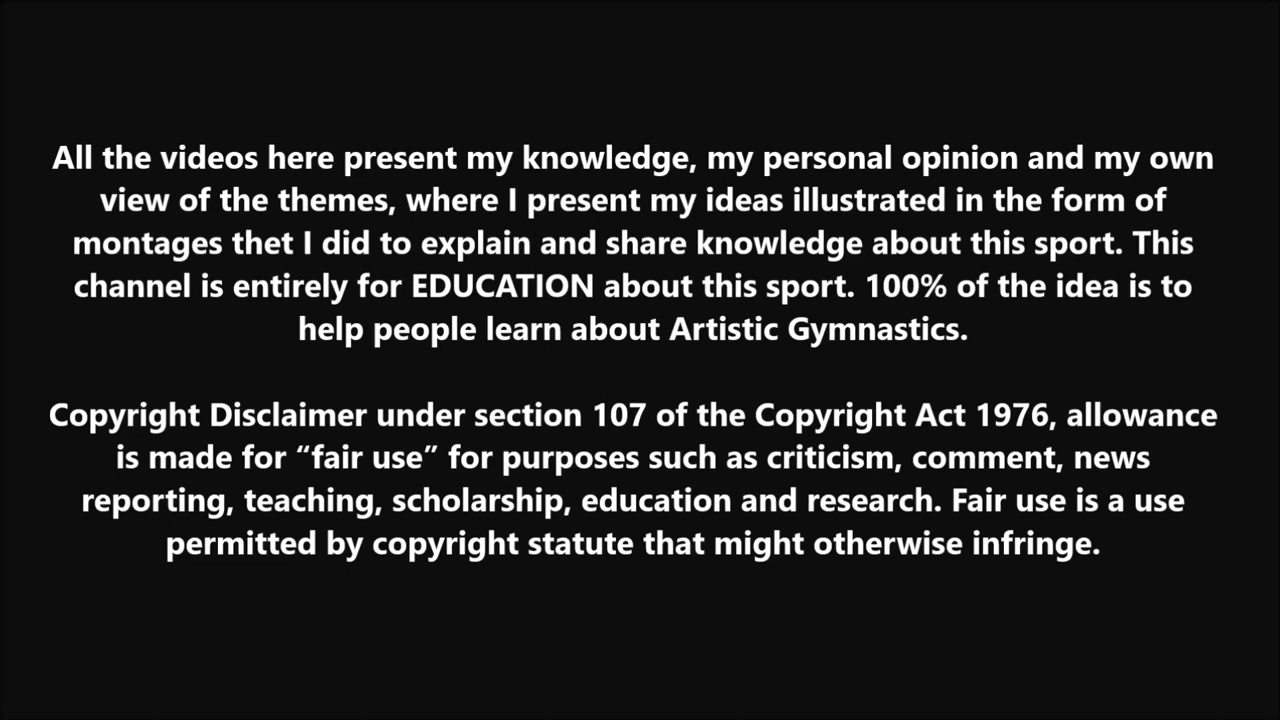 All the videos here present my knowledge, my personal opinion and my own
view of the themes, where I present my ideas illustrated in the form of
montages thet I did to explain and share knowledge about this sport. This
channel is entirely for EDUCATION about this sport. 100% of the idea is to
help people learn about Artistic Gymnastics.
Copyright Disclaimer under section 107 of the Copyright Act 1976, allowance
is made for “fair use” for purposes such as criticism, comment, news
reporting, teaching, scholarship, education and research. Fair use is a use
permitted by copyright statute that might otherwise infringe.